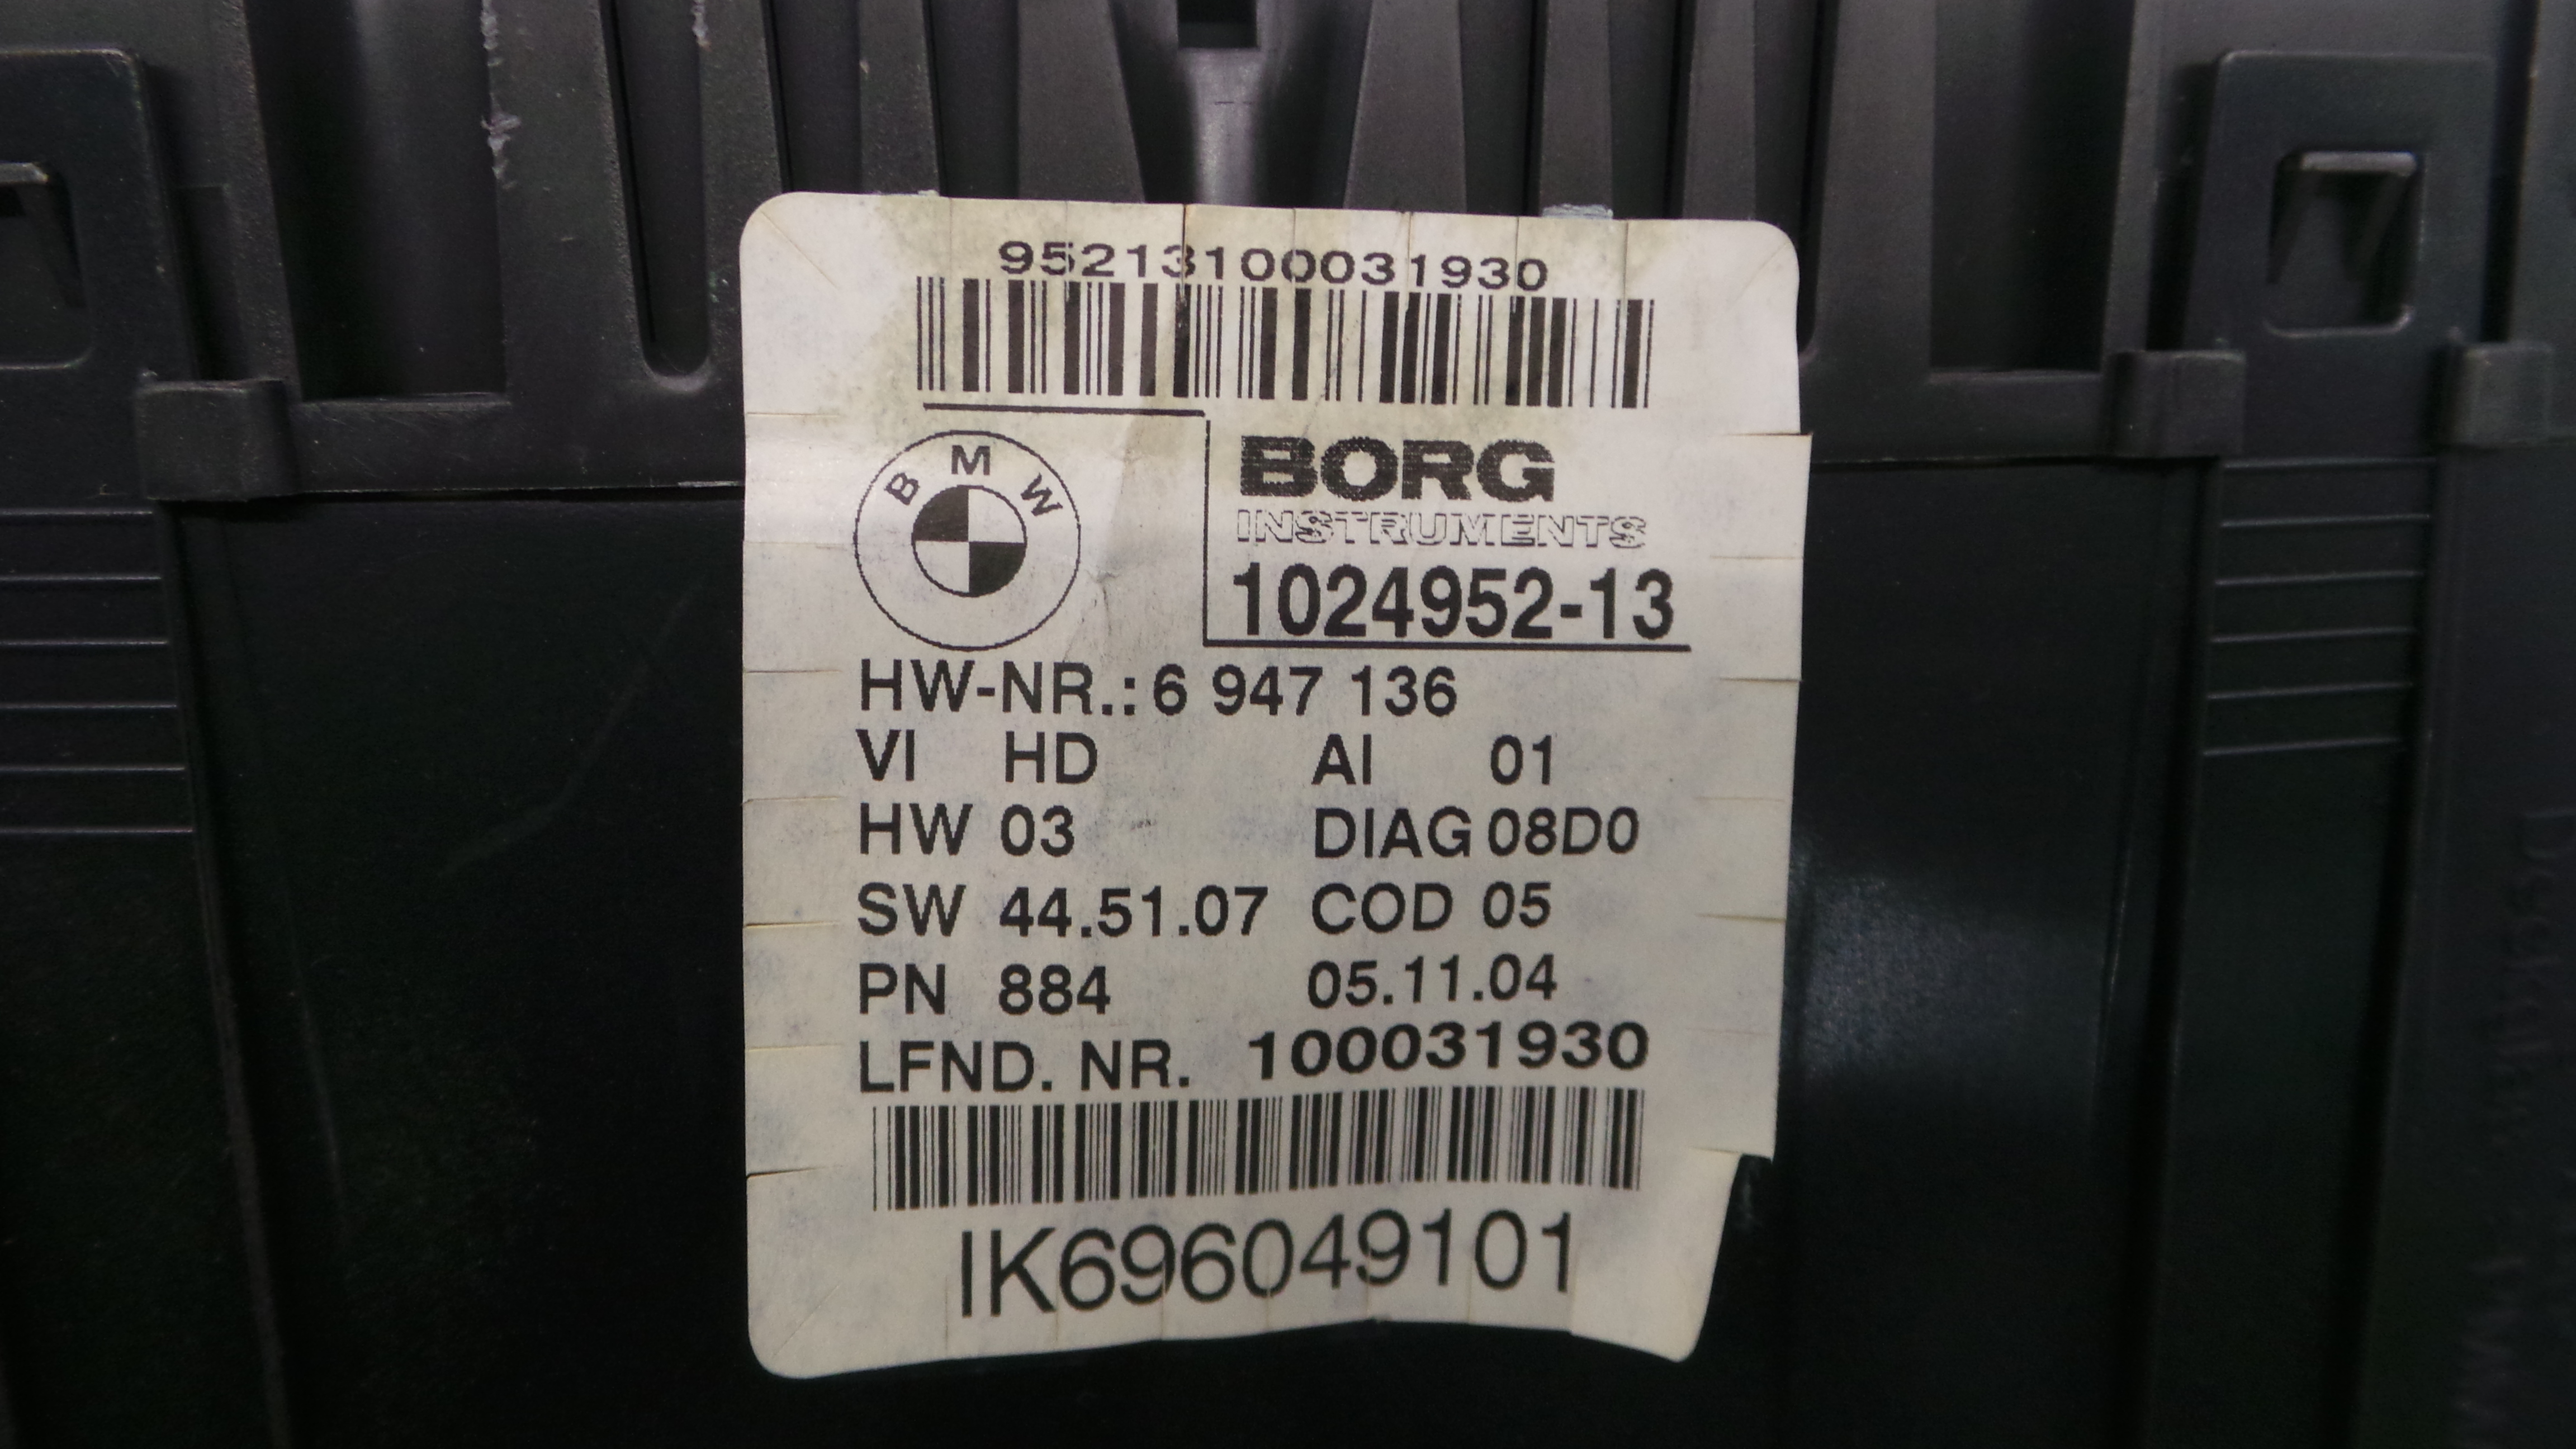 95213100031930
BMW
BORG
INSTRUMENTS
1024952-13
HW-NR.: 6 947 136
VI HD AI 01
HW 03 DIAG 08D0
SW 44.51.07 COD 05
PN 884 05.11.04
LFND. NR. 100031930
IK696049101